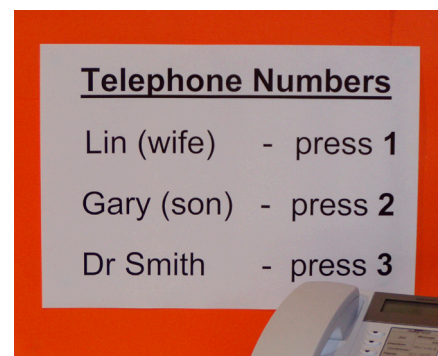 Telephone Numbers
Lin (wife) - press 1
Gary (son) - press 2
Dr Smith - press 3